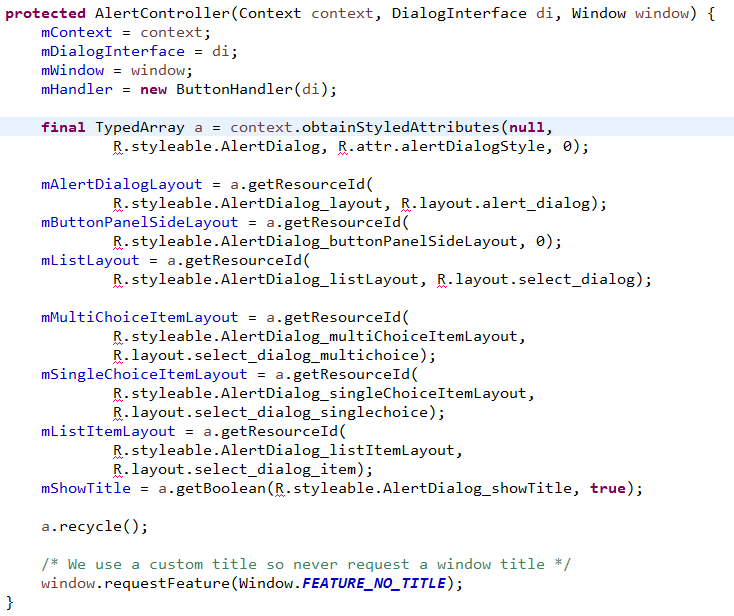 protected AlertController(Context context, DialogInterface di, Window window) {
    mContext = context;
    mDialogInterface = di;
    mWindow = window;
    mHandler = new ButtonHandler(di);

    final TypedArray a = context.obtainStyledAttributes(null,
            R.styleable.AlertDialog, R.attr.alertDialogStyle, 0);

    mAlertDialogLayout = a.getResourceId(
            R.styleable.AlertDialog_layout, R.layout.alert_dialog);
    mButtonPanelSideLayout = a.getResourceId(
            R.styleable.AlertDialog_buttonPanelSideLayout, 0);
    mListLayout = a.getResourceId(
            R.styleable.AlertDialog_listLayout, R.layout.select_dialog);

    mMultiChoiceItemLayout = a.getResourceId(
            R.styleable.AlertDialog_multiChoiceItemLayout,
            R.layout.select_dialog_multichoice);
    mSingleChoiceItemLayout = a.getResourceId(
            R.styleable.AlertDialog_singleChoiceItemLayout,
            R.layout.select_dialog_singlechoice);
    mListItemLayout = a.getResourceId(
            R.styleable.AlertDialog_listItemLayout,
            R.layout.select_dialog_item);
    mShowTitle = a.getBoolean(R.styleable.AlertDialog_showTitle, true);

    a.recycle();

    /* We use a custom title so never request a window title */
    window.requestFeature(Window.FEATURE_NO_TITLE);
}